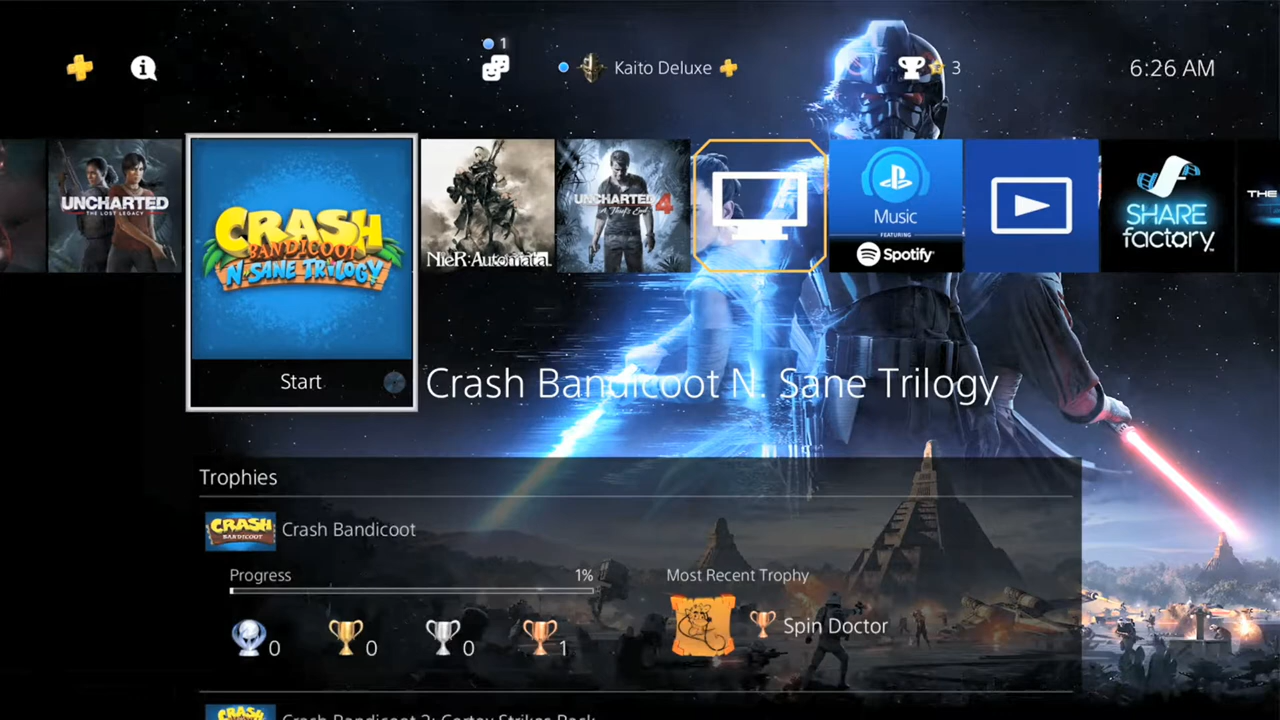 1
Kaito Deluxe
3
6:26 AM
UNCHARTED
THE LOST LEGACY
CRASH
BANDICOOT
N. SANE TRILOGY
Start
NieR:Automata
UNCHARTED 4
A Thief's End
Music
FEATURING
Spotify
SHARE
factory
THE
Crash Bandicoot N. Sane Trilogy
Trophies
CRASH
BANDICOOT
Crash Bandicoot
Progress
1%
Most Recent Trophy
0
0
0
1
Spin Doctor
CRASH
Crash Bandicoot 2: Cortex Strikes Back